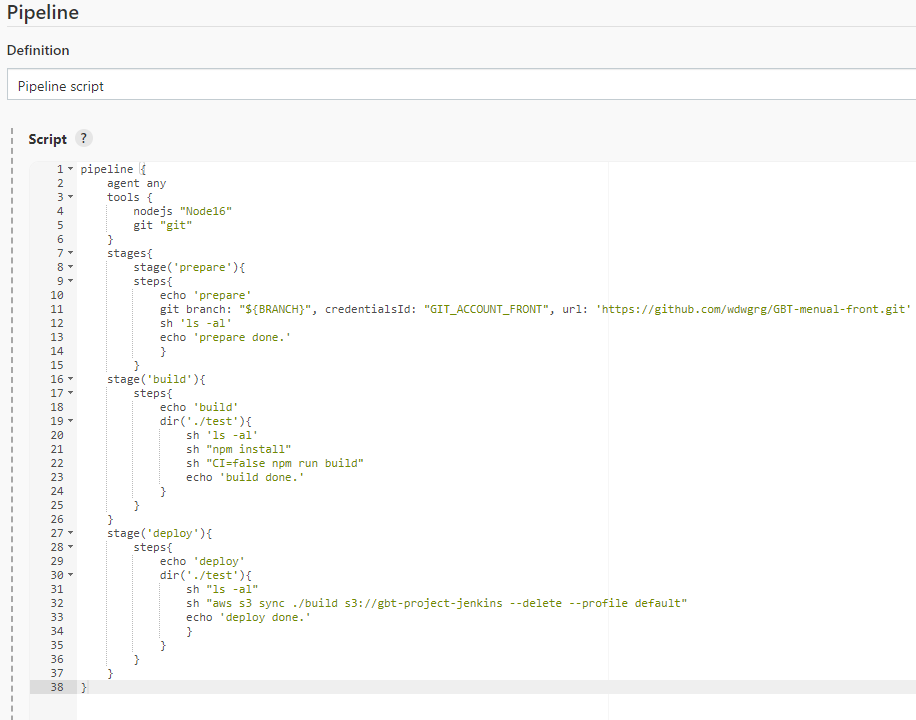 Pipeline
Definition
Pipeline script
Script ?
1 pipeline {
2     agent any
3     tools {
4         nodejs "Node16"
5         git "git"
6     }
7     stages{
8         stage('prepare'){
9         steps{
10             echo 'prepare'
11             git branch: "${BRANCH}", credentialsId: "GIT_ACCOUNT_FRONT", url: 'https://github.com/wdwgrg/GBT-menual-front.git'
12             sh 'ls -al'
13             echo 'prepare done.'
14             }
15         }
16     stage('build'){
17         steps{
18             echo 'build'
19             dir('./test'){
20                 sh 'ls -al'
21                 sh "npm install"
22                 sh "CI=false npm run build"
23                 echo 'build done.'
24             }
25         }
26     }
27     stage('deploy'){
28         steps{
29             echo 'deploy'
30             dir('./test'){
31                 sh "ls -al"
32                 sh "aws s3 sync ./build s3://gbt-project-jenkins --delete --profile default"
33                 echo 'deploy done.'
34                 }
35             }
36         }
37     }
38 }